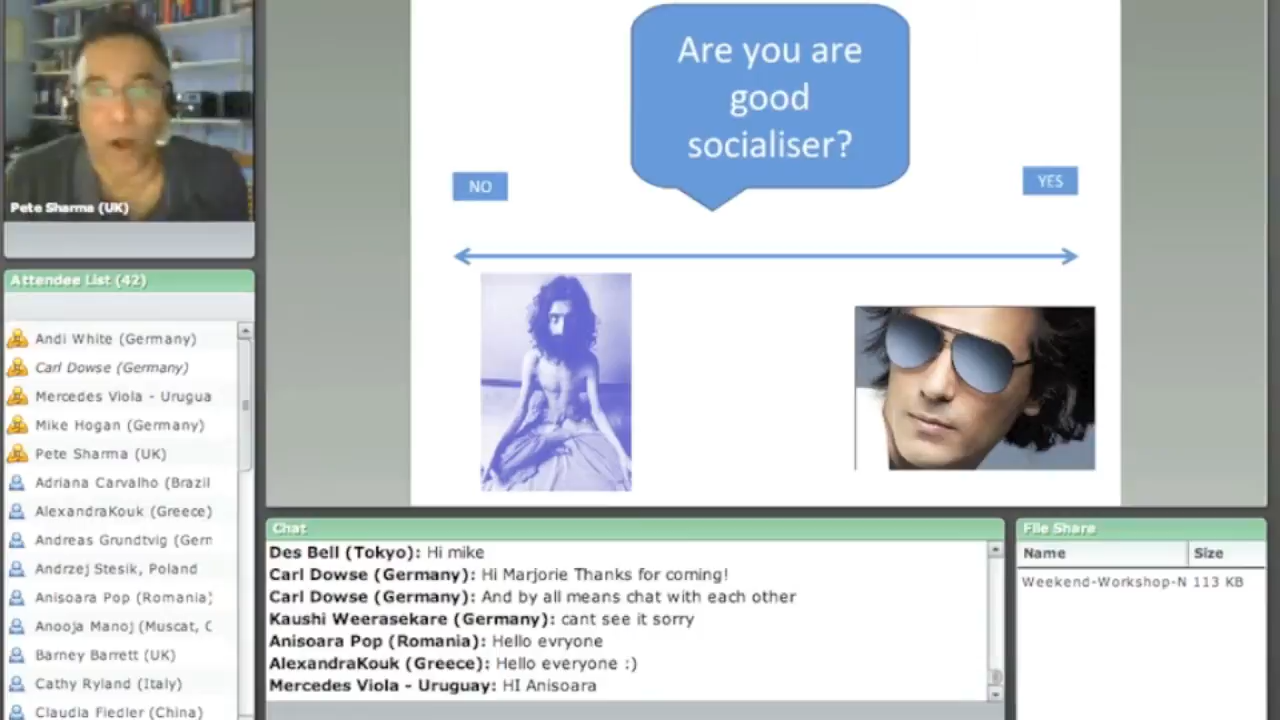 Are you are
good
socialiser?
NO
YES
Pete Sharma (UK)
Attendee List (42)
Andi White (Germany)
Carl Dowse (Germany)
Mercedes Viola - Urugua
Mike Hogan (Germany)
Pete Sharma (UK)
Adriana Carvalho (Brazil
AlexandraKouk (Greece)
Andreas Grundtvig (Germ
Andrzej Stesik, Poland
Anisoara Pop (Romania)
Anooja Manoj (Muscat, C
Barney Barrett (UK)
Cathy Ryland (Italy)
Claudia Fiedler (China)
Chat
Des Bell (Tokyo): Hi mike
Carl Dowse (Germany): Hi Marjorie Thanks for coming!
Carl Dowse (Germany): And by all means chat with each other
Kaushi Weerasekare (Germany): cant see it sorry
Anisoara Pop (Romania): Hello evryone
AlexandraKouk (Greece): Hello everyone :)
Mercedes Viola - Uruguay: HI Anisoara
File Share
Name Size
Weekend-Workshop-N 113 KB